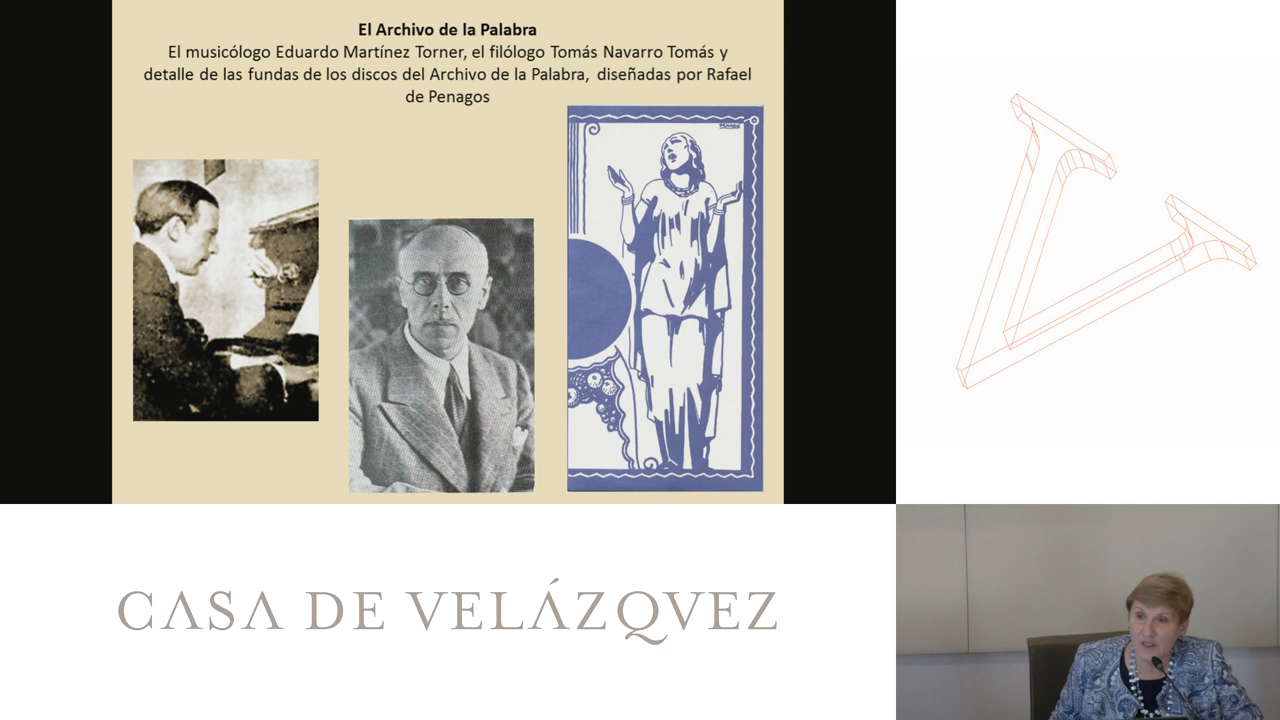 El Archivo de la Palabra
El musicólogo Eduardo Martínez Torner, el filólogo Tomás Navarro Tomás y
detalle de las fundas de los discos del Archivo de la Palabra, diseñadas por Rafael
de Penagos
CASA DE VELÁZQVEZ